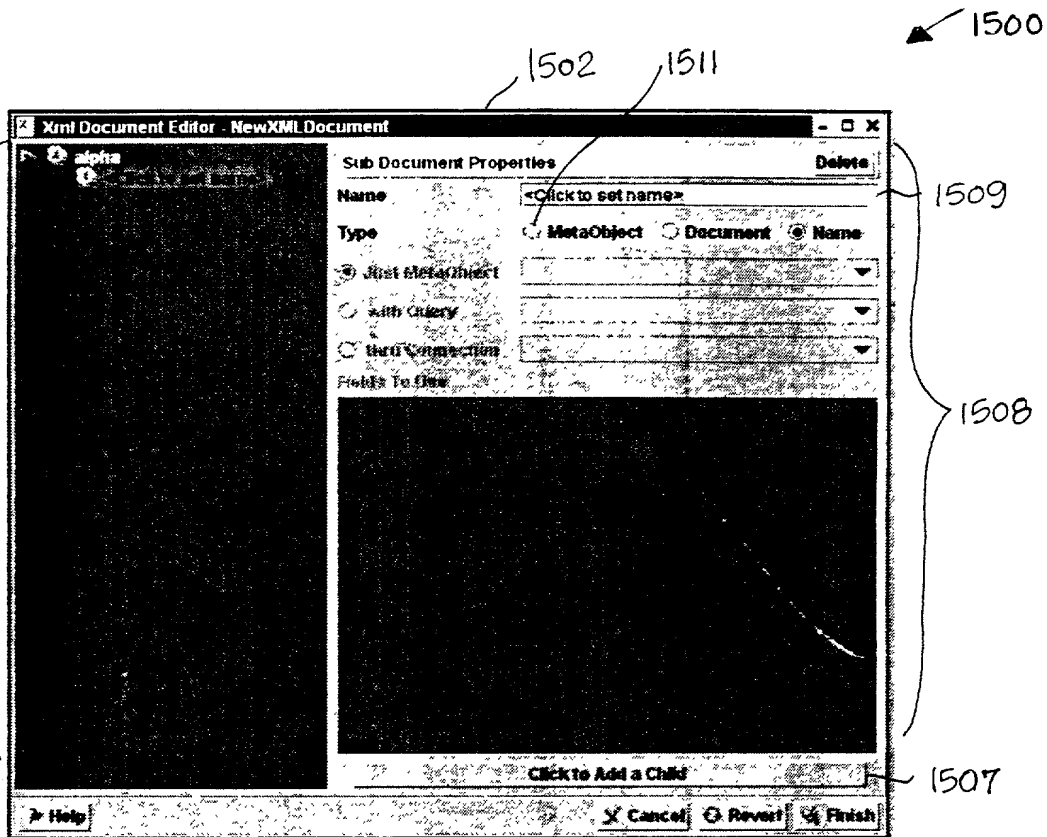 1500
1502
1511
Xml Document Editor - NewXMLDocument
alpha
Sub Document Properties
Delete
Name
<Click to set name>
1509
Type
MetaObject
Document
Name
Just MetaObject
with Query
thru Connection
Fields To Use
1508
Click to Add a Child
1507
Help
Cancel
Revert
Finish